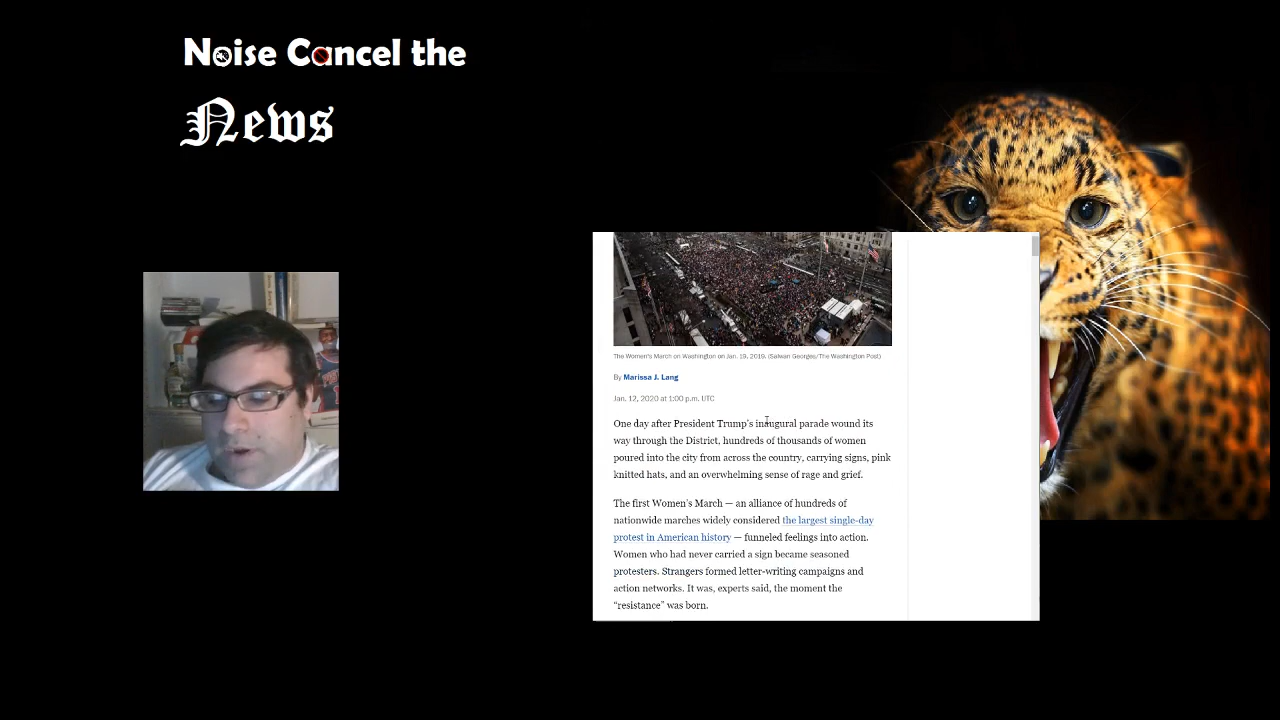 Noise Cancel the
News
The Women's March on Washington on Jan. 19, 2019. (Salwan Georges/The Washington Post)
By Marissa J. Lang
Jan. 12, 2020 at 1:00 p.m. UTC
One day after President Trump's inaugural parade wound its
way through the District, hundreds of thousands of women
poured into the city from across the country, carrying signs, pink
knitted hats, and an overwhelming sense of rage and grief.
The first Women's March — an alliance of hundreds of
nationwide marches widely considered the largest single-day
protest in American history — funneled feelings into action.
Women who had never carried a sign became seasoned
protesters. Strangers formed letter-writing campaigns and
action networks. It was, experts said, the moment the
“resistance” was born.